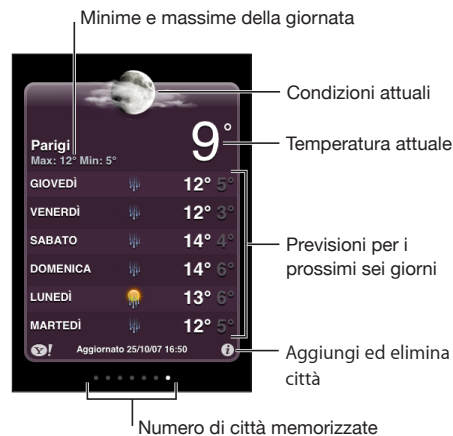 Minime e massime della giornata
Condizioni attuali
9°
Temperatura attuale
Parigi
Max: 12° Min: 5°
GIOVEDÌ 12° 5°
VENERDÌ 12° 3°
SABATO 14° 4°
DOMENICA 14° 6°
LUNEDÌ 13° 6°
MARTEDÌ 12° 5°
Previsioni per i
prossimi sei giorni
Y! Aggiornato 25/10/07 16:50 i
Aggiungi ed elimina
città
Numero di città memorizzate